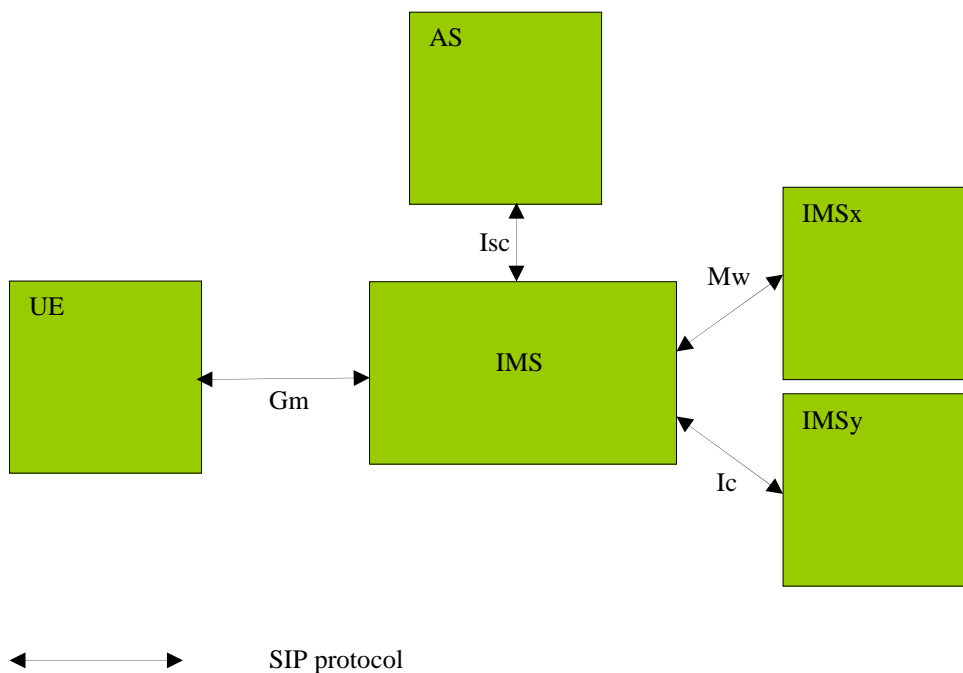 AS
IMSx
Isc
Mw
UE
IMS
Gm
IMSy
Ic
SIP protocol